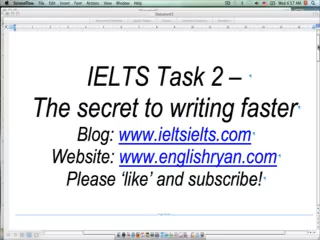 IELTS Task 2 –
The secret to writing faster
Blog: www.ieltsielts.com
Website: www.englishryan.com
Please ‘like’ and subscribe!